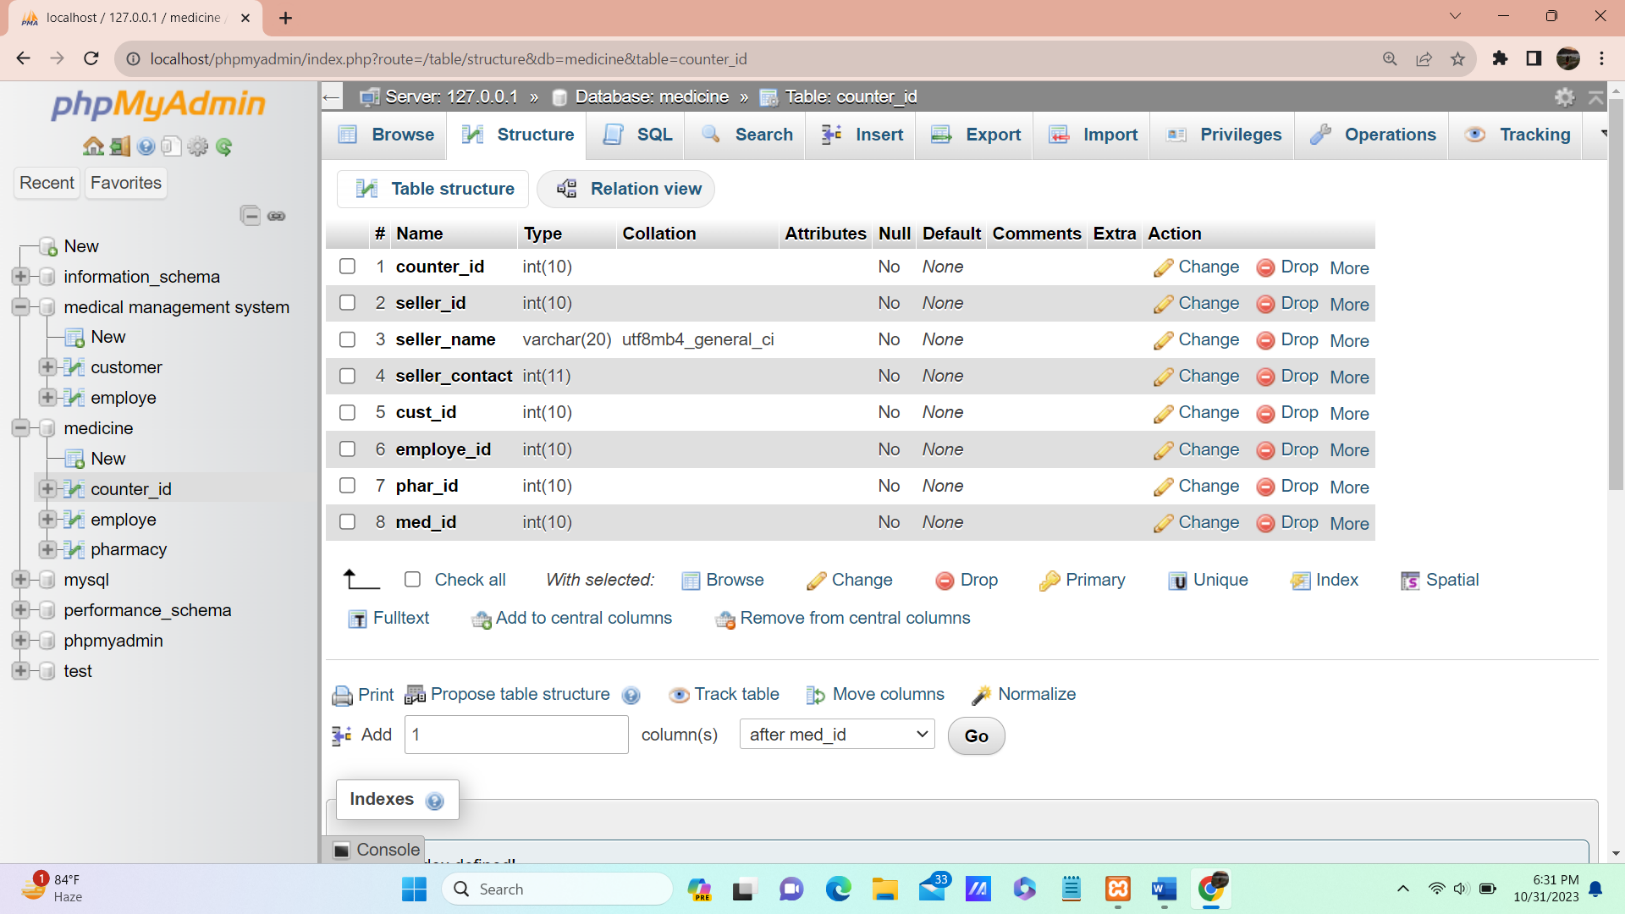 localhost / 127.0.0.1 / medicine /
localhost/phpmyadmin/index.php?route=/table/structure&db=medicine&table=counter_id
phpMyAdmin
Recent Favorites
New
information_schema
medical management system
New
customer
employe
medicine
New
counter_id
employe
pharmacy
mysql
performance_schema
phpmyadmin
test
Server: 127.0.0.1 » Database: medicine » Table: counter_id
Browse Structure SQL Search Insert Export Import Privileges Operations Tracking
Table structure Relation view
# Name Type Collation Attributes Null Default Comments Extra Action
1 counter_id int(10) No None Change Drop More
2 seller_id int(10) No None Change Drop More
3 seller_name varchar(20) utf8mb4_general_ci No None Change Drop More
4 seller_contact int(11) No None Change Drop More
5 cust_id int(10) No None Change Drop More
6 employe_id int(10) No None Change Drop More
7 phar_id int(10) No None Change Drop More
8 med_id int(10) No None Change Drop More
Check all With selected: Browse Change Drop Primary Unique Index Spatial
Fulltext Add to central columns Remove from central columns
Print Propose table structure Track table Move columns Normalize
Add 1 column(s) after med_id Go
Indexes
Console
1 84°F
Haze
Search
PRE
33
6:31 PM
10/31/2023